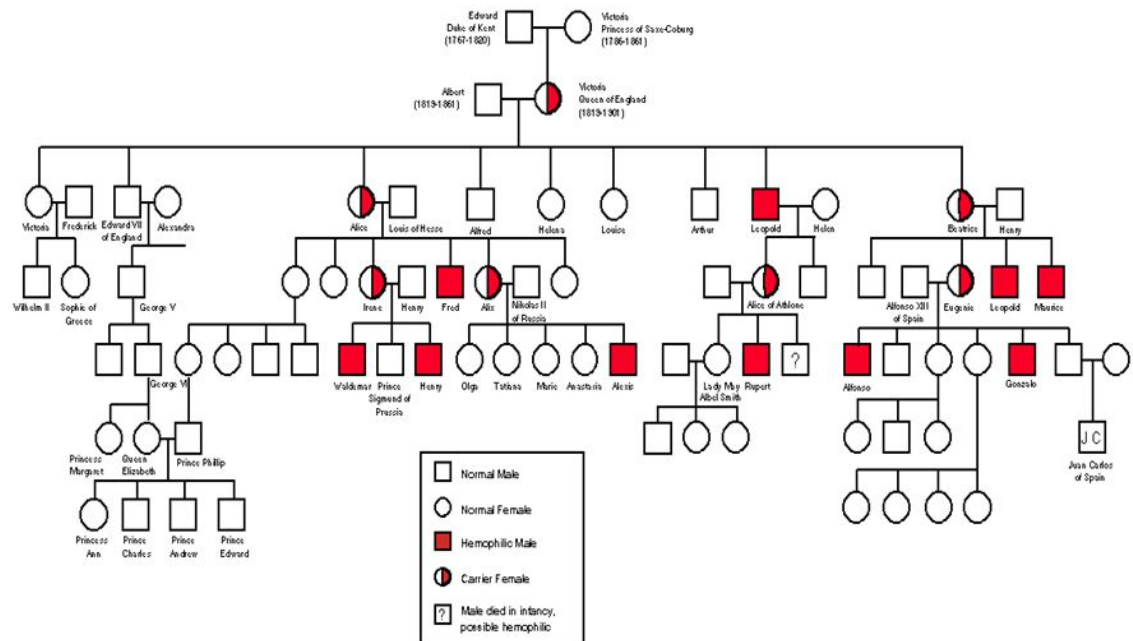 Edward
Duke of Kent
(1767-1820)
Victoria
Princess of Saxe-Coburg
(1786-1861)
Albert
(1819-1861)
Victoria
Queen of England
(1819-1901)
Victoria
Frederick
Edward VII
of England
Alexandra
Alice
Louis of Hesse
Alfred
Helena
Louise
Arthur
Leopold
Helen
Beatrice
Henry
Wilhelm II
Sophie of
Greece
George V
Irene
Henry
Fred
Alix
Nikolas II
of Russia
Alice of Athlone
Alfonso XIII
of Spain
Eugenie
Leopold
Maurice
George VI
Waldemar
Prince
Sigmund of Prussia
Henry
Olga
Tatiana
Marie
Anastasia
Alexis
Lady May
Abel Smith
Rupert
?
Alfonso
Gonzalo
Princess
Margaret
Queen
Elizabeth
Prince Phillip
J C
Juan Carlos
of Spain
Princess
Ann
Prince
Charles
Prince
Andrew
Prince
Edward
Normal Male
Normal Female
Hemophilic Male
Carrier Female
? Male died in infancy,
possible hemophilic